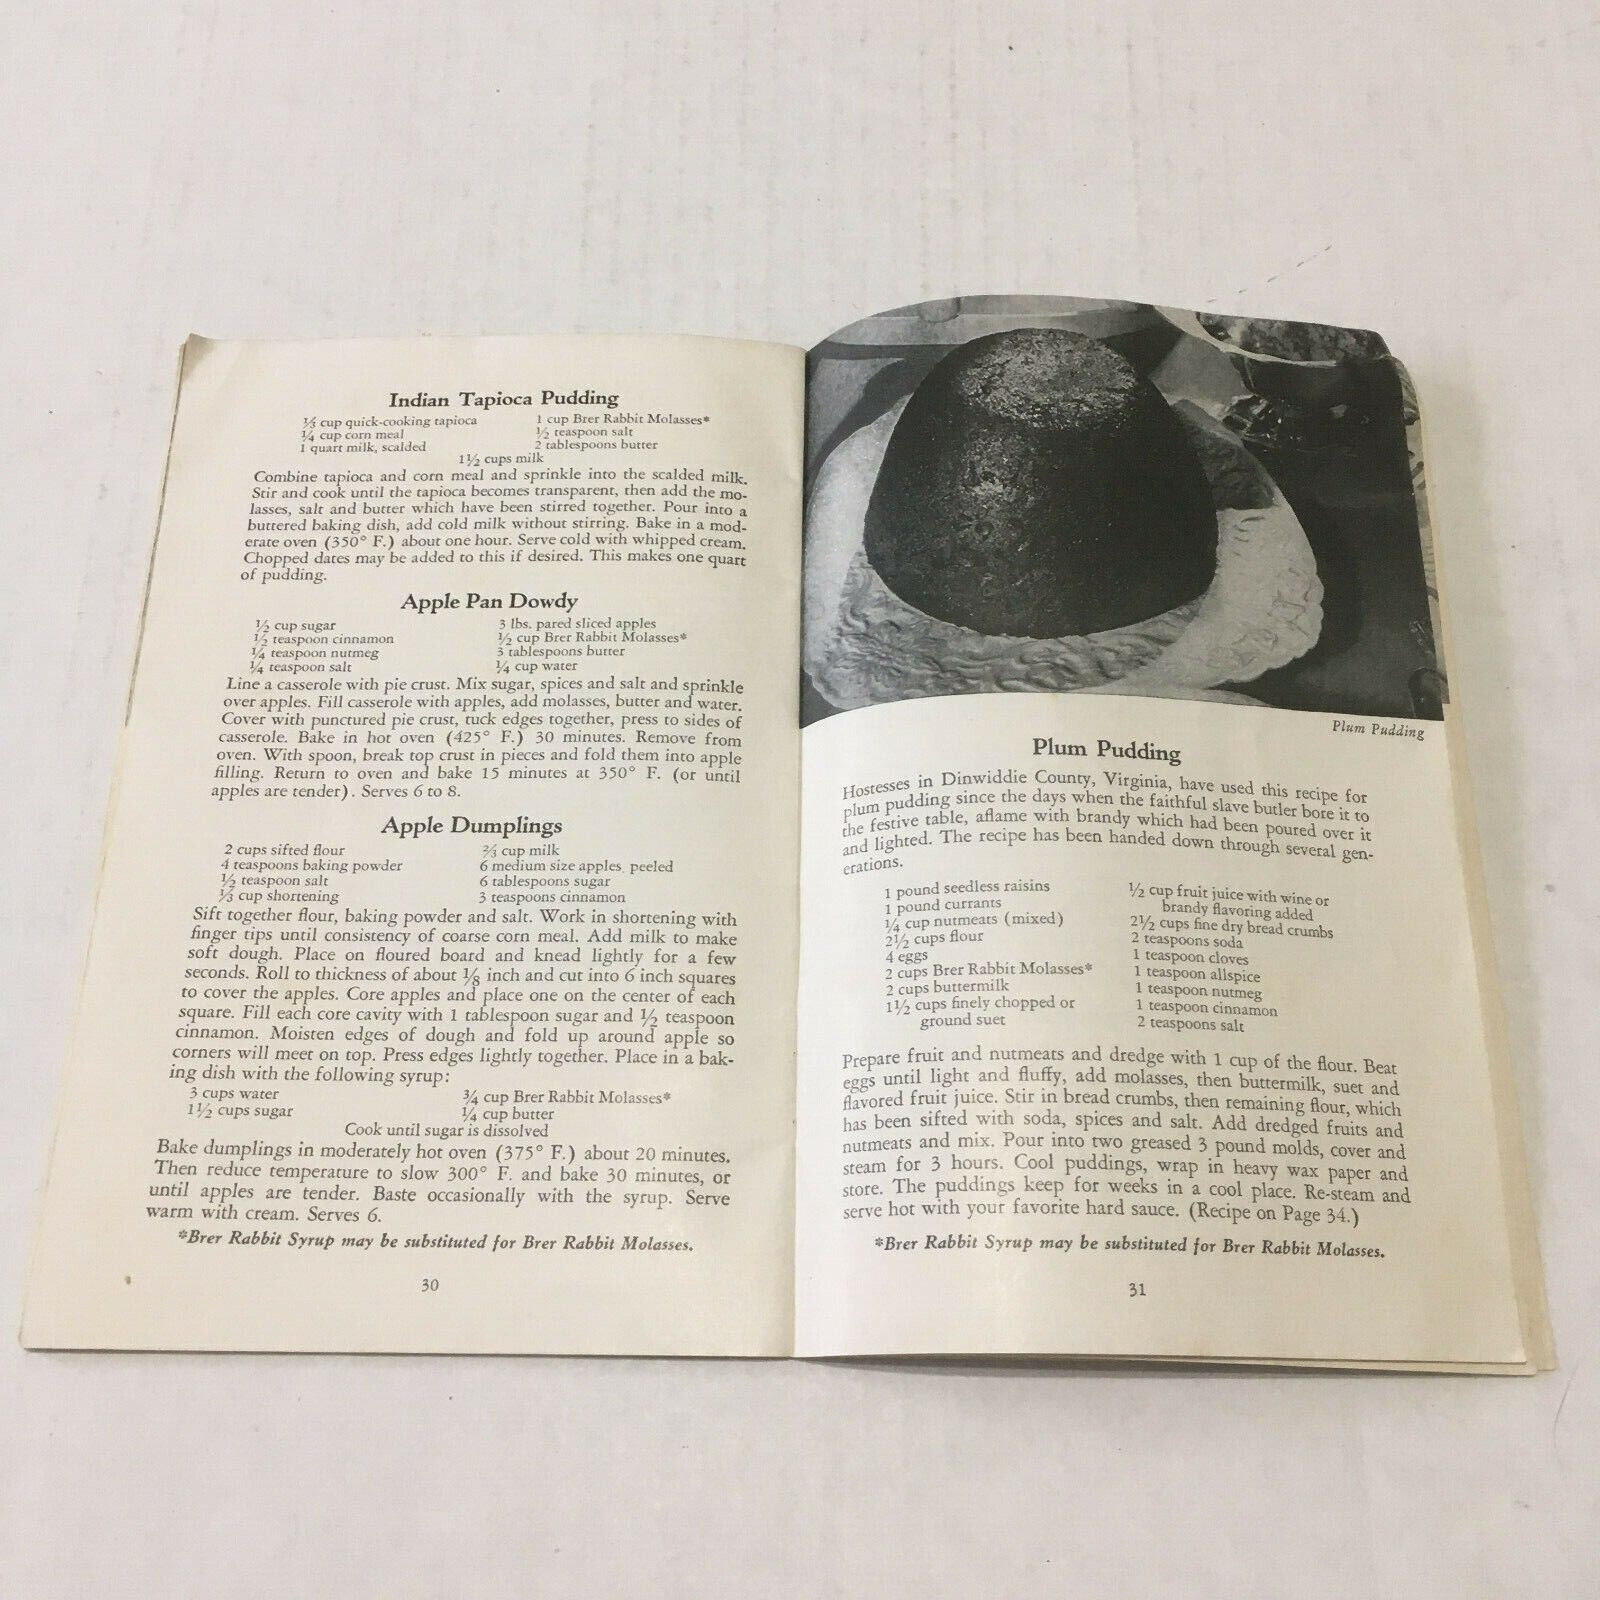 Indian Tapioca Pudding
⅓ cup quick-cooking tapioca
¼ cup corn meal
1 quart milk, scalded
1 cup Brer Rabbit Molasses*
½ teaspoon salt
2 tablespoons butter
1½ cups milk
Combine tapioca and corn meal and sprinkle into the scalded milk.
Stir and cook until the tapioca becomes transparent, then add the mo-
lasses, salt and butter which have been stirred together. Pour into a
buttered baking dish, add cold milk without stirring. Bake in a mod-
erate oven (350° F.) about one hour. Serve cold with whipped cream.
Chopped dates may be added to this if desired. This makes one quart
of pudding.
Apple Pan Dowdy
½ cup sugar
½ teaspoon cinnamon
¼ teaspoon nutmeg
¼ teaspoon salt
3 lbs. pared sliced apples
½ cup Brer Rabbit Molasses*
3 tablespoons butter
¼ cup water
Line a casserole with pie crust. Mix sugar, spices and salt and sprinkle
over apples. Fill casserole with apples, add molasses, butter and water.
Cover with punctured pie crust, tuck edges together, press to sides of
casserole. Bake in hot oven (425° F.) 30 minutes. Remove from
oven. With spoon, break top crust in pieces and fold them into apple
filling. Return to oven and bake 15 minutes at 350° F. (or until
apples are tender). Serves 6 to 8.
Apple Dumplings
2 cups sifted flour
4 teaspoons baking powder
½ teaspoon salt
⅓ cup shortening
⅔ cup milk
6 medium size apples, peeled
6 tablespoons sugar
3 teaspoons cinnamon
Sift together flour, baking powder and salt. Work in shortening with
finger tips until consistency of coarse corn meal. Add milk to make
soft dough. Place on floured board and knead lightly for a few
seconds. Roll to thickness of about ⅛ inch and cut into 6 inch squares
to cover the apples. Core apples and place one on the center of each
square. Fill each core cavity with 1 tablespoon sugar and ½ teaspoon
cinnamon. Moisten edges of dough and fold up around apple so
corners will meet on top. Press edges lightly together. Place in a bak-
ing dish with the following syrup:
3 cups water
1½ cups sugar
¾ cup Brer Rabbit Molasses*
¼ cup butter
Cook until sugar is dissolved
Bake dumplings in moderately hot oven (375° F.) about 20 minutes.
Then reduce temperature to slow 300° F. and bake 30 minutes, or
until apples are tender. Baste occasionally with the syrup. Serve
warm with cream. Serves 6.
*Brer Rabbit Syrup may be substituted for Brer Rabbit Molasses.
30
Plum Pudding
Plum Pudding
Hostesses in Dinwiddie County, Virginia, have used this recipe for
plum pudding since the days when the faithful slave butler bore it to
the festive table, aflame with brandy which had been poured over it
and lighted. The recipe has been handed down through several gen-
erations.
1 pound seedless raisins
1 pound currants
¼ cup nutmeats (mixed)
2½ cups flour
4 eggs
2 cups Brer Rabbit Molasses*
2 cups buttermilk
1½ cups finely chopped or
ground suet
½ cup fruit juice with wine or
brandy flavoring added
2½ cups fine dry bread crumbs
2 teaspoons soda
1 teaspoon cloves
1 teaspoon allspice
1 teaspoon nutmeg
1 teaspoon cinnamon
2 teaspoons salt
Prepare fruit and nutmeats and dredge with 1 cup of the flour. Beat
eggs until light and fluffy, add molasses, then buttermilk, suet and
flavored fruit juice. Stir in bread crumbs, then remaining flour, which
has been sifted with soda, spices and salt. Add dredged fruits and
nutmeats and mix. Pour into two greased 3 pound molds, cover and
steam for 3 hours. Cool puddings, wrap in heavy wax paper and
store. The puddings keep for weeks in a cool place. Re-steam and
serve hot with your favorite hard sauce. (Recipe on Page 34.)
*Brer Rabbit Syrup may be substituted for Brer Rabbit Molasses.
31